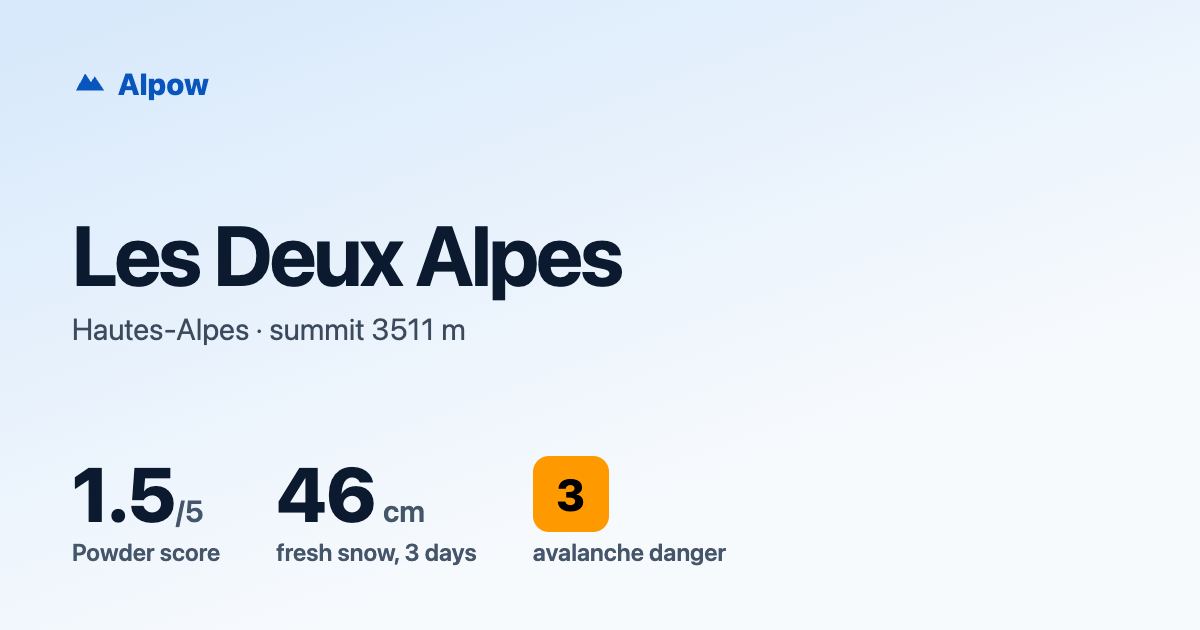 Alpow
Les Deux Alpes
Hautes-Alpes · summit 3511 m
1.5/5 46 cm 3
Powder score fresh snow, 3 days avalanche danger